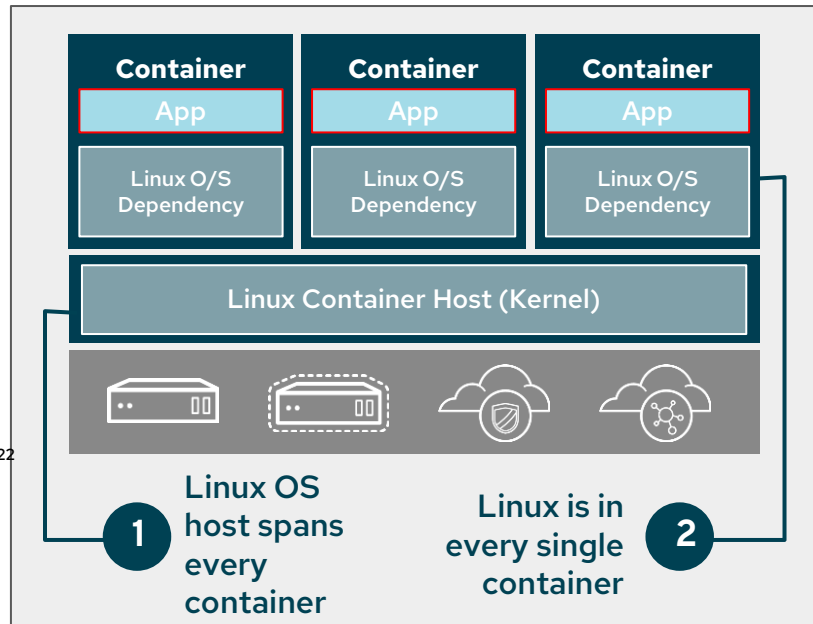 Container
App
Linux O/S
Dependency
Container
App
Linux O/S
Dependency
Container
App
Linux O/S
Dependency
Linux Container Host (Kernel)
22
1
Linux OS
host spans
every
container
Linux is in
every single
container
2